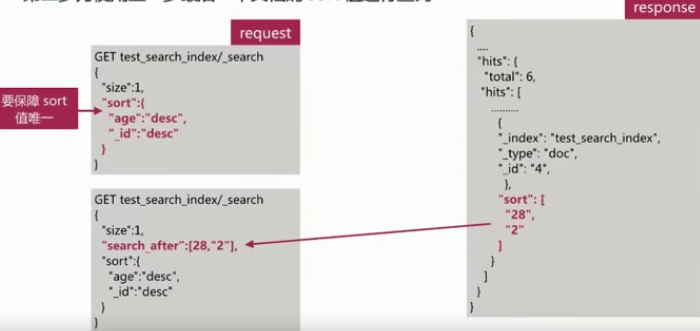 request
GET test_search_index/_search
{
"size":1,
"sort":{
"age":"desc",
"_id":"desc"
}
}
要保障 sort
值唯一
GET test_search_index/_search
{
"size":1,
"search_after":[28,"2"],
"sort":{
"age":"desc",
"_id":"desc"
}
}
response
{
....
"hits": {
"total": 6,
"hits": [
..........
{
"_index": "test_search_index",
"_type": "doc",
"_id": "4",
},
"sort": [
"28",
"2"
]
}
]
}
}